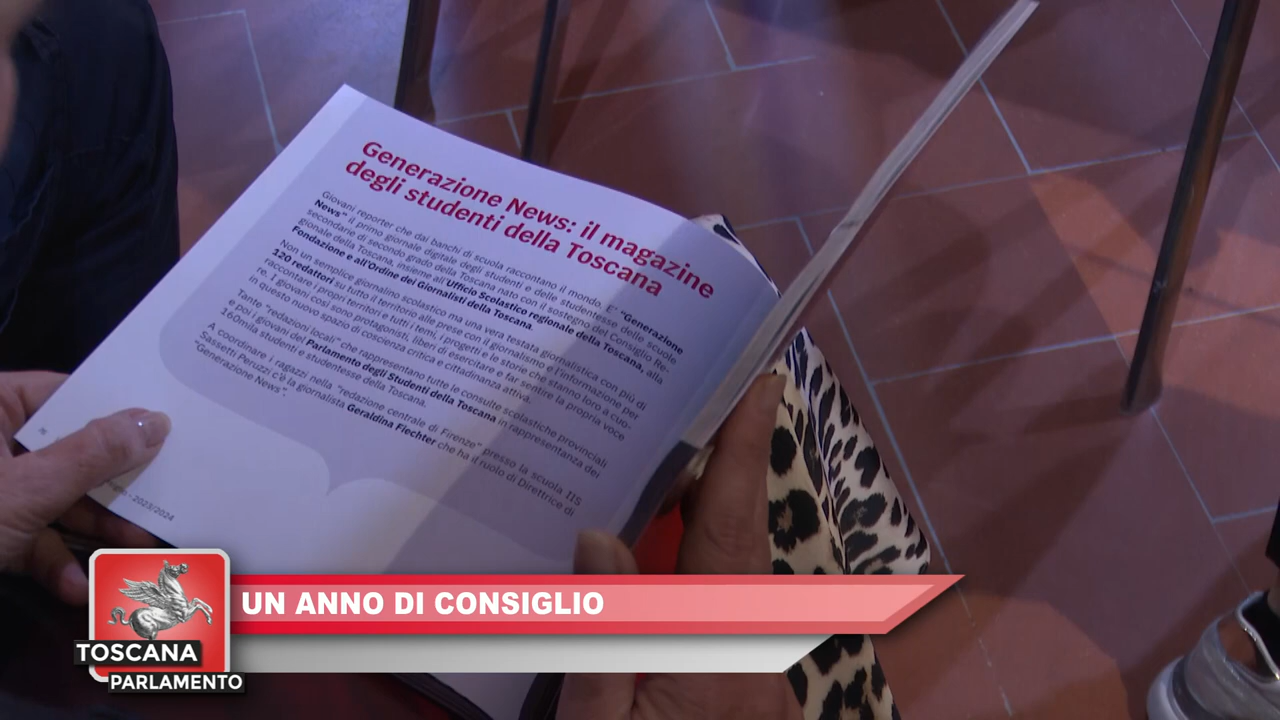 Generazione News: il magazine
degli studenti della Toscana
Giovani reporter che dai banchi di scuola raccontano il mondo. E' "Generazione
News" il primo giornale digitale degli studenti e delle studentesse delle scuole
secondarie di secondo grado della Toscana nato con il sostegno del Consiglio Re-
gionale della Toscana, insieme all'Ufficio Scolastico regionale della Toscana, alla
Fondazione e all'Ordine dei Giornalisti della Toscana.
Non un semplice giornalino scolastico ma una vera testata giornalistica con più di
120 redattori su tutto il territorio alle prese con il giornalismo e l'informazione per
raccontare i propri territori e tutti i temi, i progetti e le storie che stanno loro a cuo-
re. I giovani così sono protagonisti, liberi di esercitare e far sentire la propria voce
in questo nuovo spazio di coscienza critica e cittadinanza attiva.
Tante "redazioni locali" che rappresentano tutte le consulte scolastiche provinciali
e poi i giovani del Parlamento degli Studenti della Toscana in rappresentanza dei
160mila studenti e studentesse della Toscana.
A coordinare i ragazzi nella "redazione centrale di Firenze" presso la scuola IIS
Sassetti Peruzzi c'è la giornalista Geraldina Fiechter che ha il ruolo di Direttrice di
"Generazione News".
- 2023/2024
UN ANNO DI CONSIGLIO
TOSCANA
PARLAMENTO